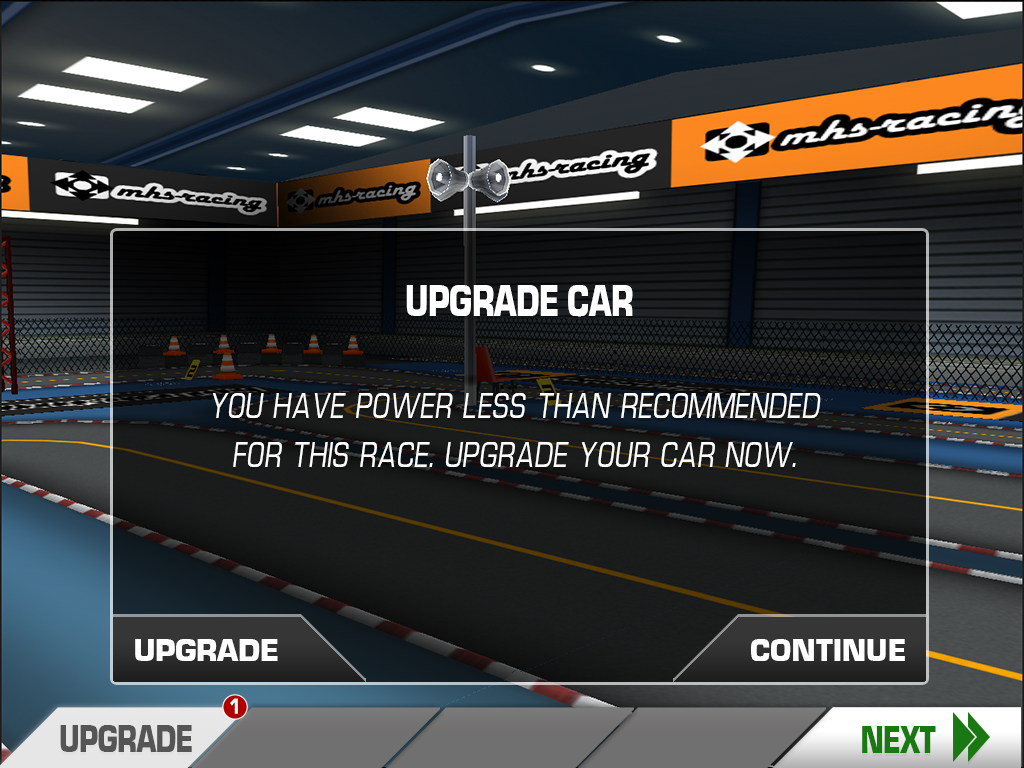 mhs-racing
mhs-racing
mhs-racing
mhs-racing
UPGRADE CAR
YOU HAVE POWER LESS THAN RECOMMENDED
FOR THIS RACE. UPGRADE YOUR CAR NOW.
UPGRADE
CONTINUE
1
UPGRADE
NEXT